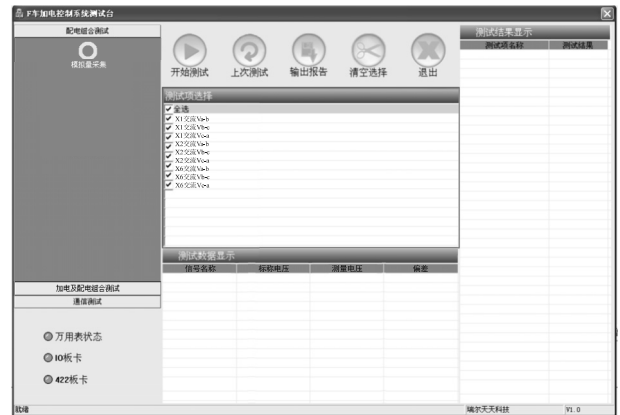 F车加电控制系统测试台
配电组合测试
模拟量采集
开始测试 上次测试 输出报告 清空选择 退出
测试项选择
全选
X1交流Va-b
X1交流Vb-c
X1交流Vc-a
X2交流Va-b
X2交流Vb-c
X2交流Vc-a
X6交流Va-b
X6交流Vb-c
X6交流Vc-a
测试数据显示
信号名称 标称电压 测量电压 偏差
测试结果显示
测试项名称 测试结果
加电及配电组合测试
通信测试
万用表状态
IO板卡
422板卡
就绪 瑞尔天天科技 V1.0